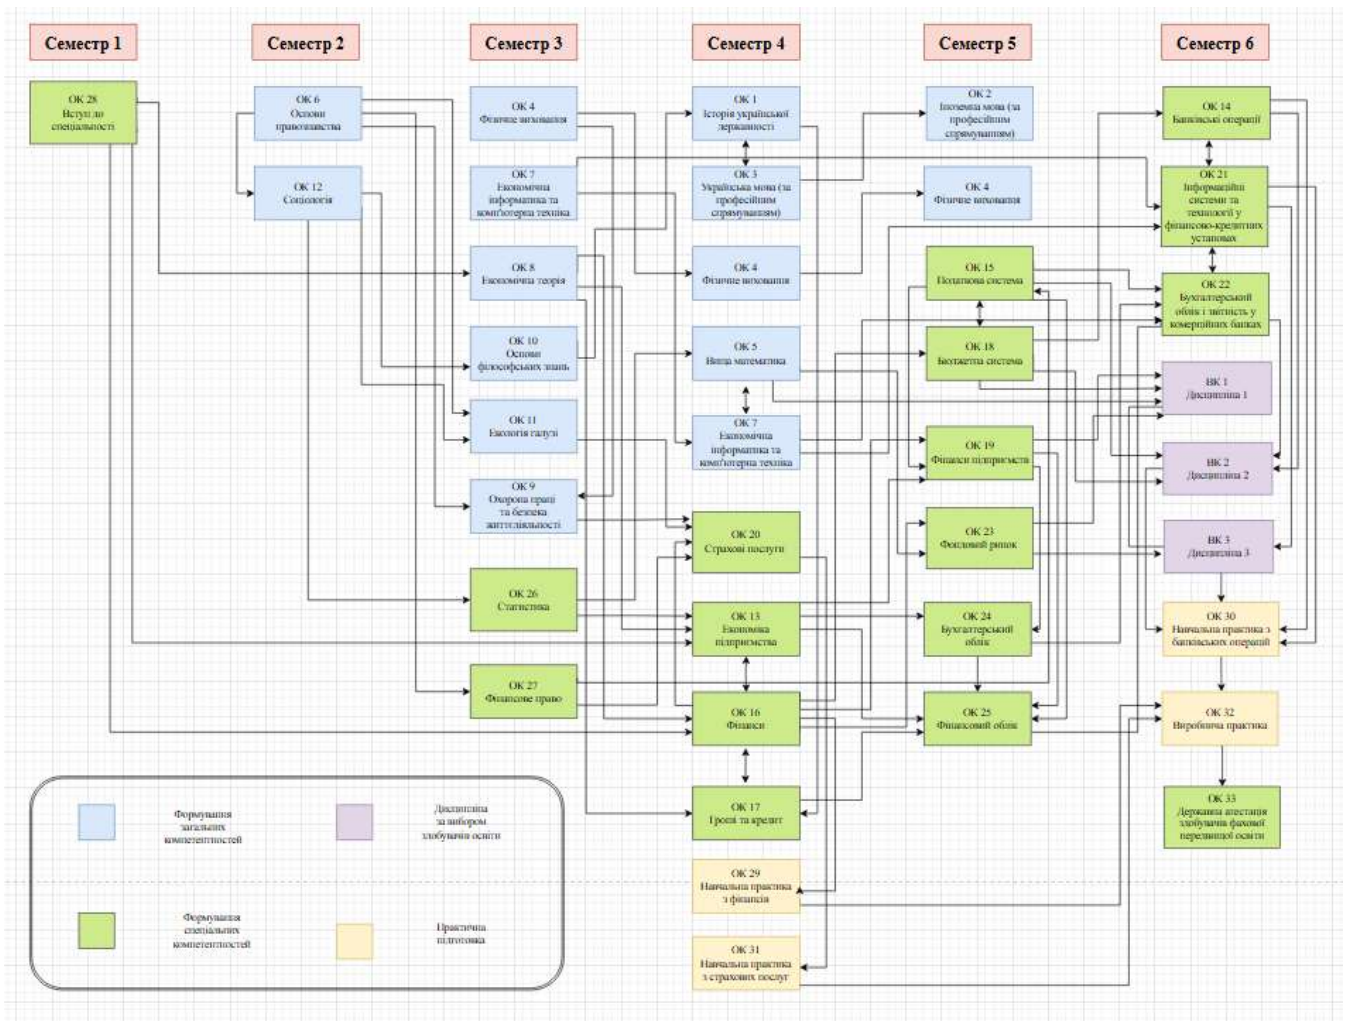 Семестр 1
Семестр 2
Семестр 3
Семестр 4
Семестр 5
Семестр 6
ОК 28
Вступ до
спеціальності
ОК 6
Основи
правознавства
ОК 12
Соціологія
ОК 4
Фізичне виховання
ОК 7
Економічна
інформатика та
комп'ютерна техніка
ОК 8
Економічна теорія
ОК 10
Основи
філософських знань
ОК 11
Екологія галузі
ОК 9
Охорона праці
та безпека
життєдіяльності
ОК 26
Статистика
ОК 27
Фінансове право
ОК 1
Історія української
державності
ОК 3
Українська мова (за
професійним
спрямуванням)
ОК 4
Фізичне виховання
ОК 5
Вища математика
ОК 7
Економічна
інформатика та
комп'ютерна техніка
ОК 20
Страхові послуги
ОК 13
Економіка
підприємства
ОК 16
Фінанси
ОК 17
Гроші та кредит
ОК 29
Навчальна практика
з фінансів
ОК 31
Навчальна практика
з страхових послуг
ОК 2
Іноземна мова (за
професійним
спрямуванням)
ОК 4
Фізичне виховання
ОК 15
Податкова система
ОК 18
Бюджетна система
ОК 19
Фінанси підприємств
ОК 23
Фондовий ринок
ОК 24
Бухгалтерський
облік
ОК 25
Фінансовий облік
ОК 14
Банківські операції
ОК 21
Інформаційні
системи та
технології у
фінансово-кредитних
установах
ОК 22
Бухгалтерський
облік і звітність у
комерційних банках
ВК 1
Дисципліна 1
ВК 2
Дисципліна 2
ВК 3
Дисципліна 3
ОК 30
Навчальна практика з
банківських операцій
ОК 32
Виробнича практика
ОК 33
Державна атестація
здобувачів фахової
передвищої освіти
Формування
загальних
компетентностей
Дисципліна
за вибором
здобувачів освіти
Формування
спеціальних
компетентностей
Практична
підготовка